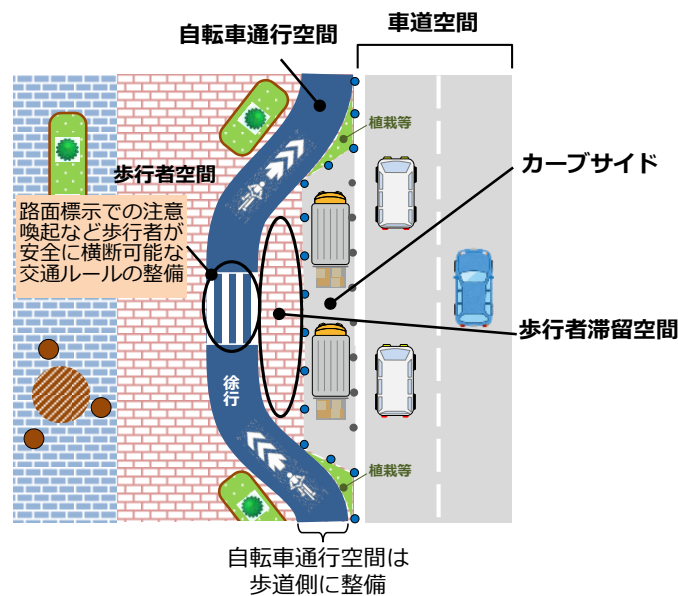 車道空間
自転車通行空間
植栽等
カーブサイド
歩行者空間
路面標示での注意
喚起など歩行者が
安全に横断可能な
交通ルールの整備
歩行者滞留空間
徐行
植栽等
自転車通行空間は
歩道側に整備